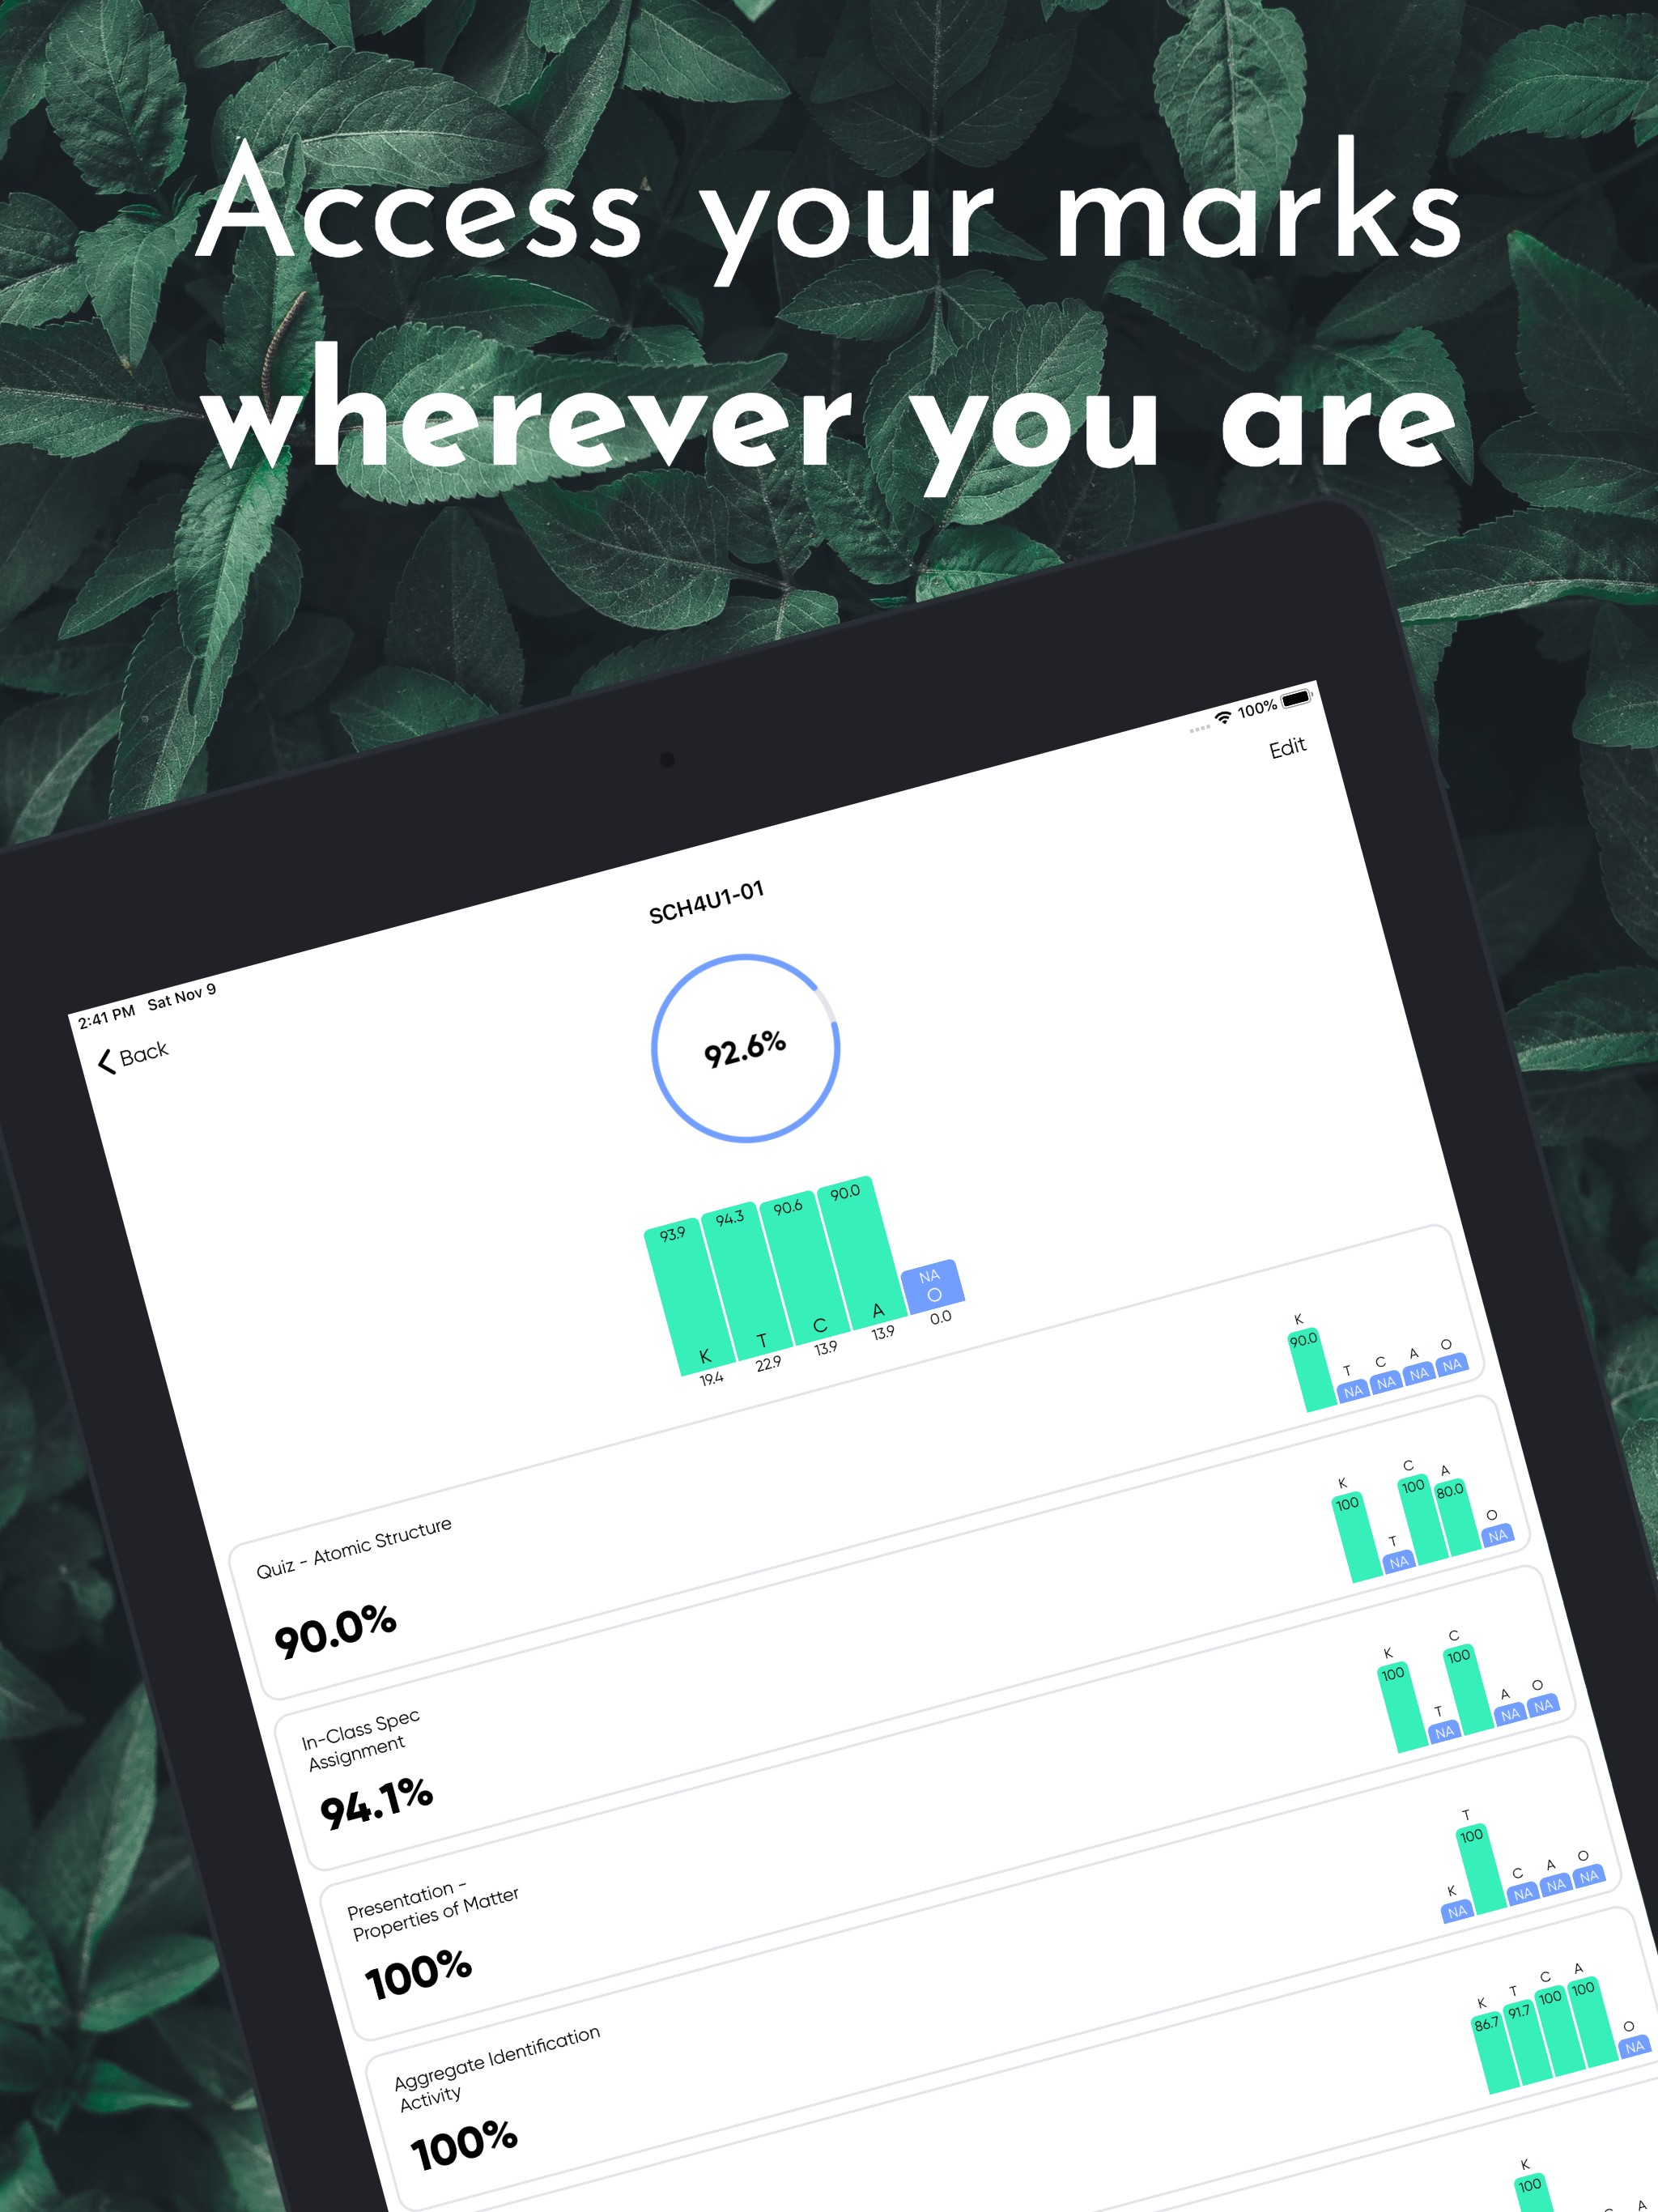 Access your marks
wherever you are
2:41 PM Sat Nov 9
100%
Back
Edit
SCH4U1-01
92.6%
93.9 94.3 90.6 90.0 NA
K T C A O
19.4 22.9 13.9 13.9 0.0
Quiz - Atomic Structure
90.0%
K T C A O
90.0 NA NA NA NA
In-Class Spec
Assignment
94.1%
K T C A O
100 NA 100 80.0 NA
Presentation -
Properties of Matter
100%
K T C A O
100 NA 100 NA NA
Aggregate Identification
Activity
100%
K T C A O
NA 100 NA NA NA
K T C A O
86.7 91.7 100 100 NA
K
100
A